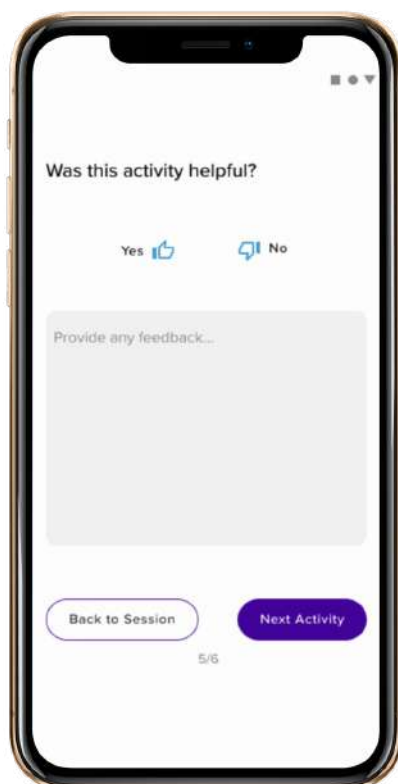 Was this activity helpful?
Yes No
Provide any feedback...
Back to Session Next Activity
5/6